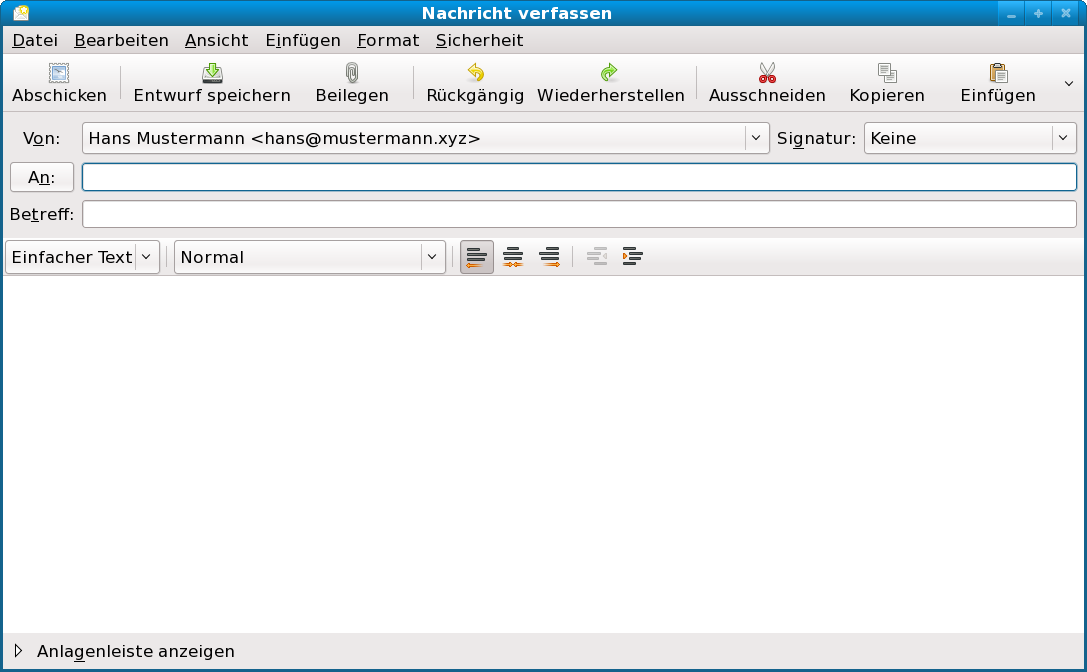 Nachricht verfassen
Datei Bearbeiten Ansicht Einfügen Format Sicherheit
Abschicken Entwurf speichern Beilegen Rückgängig Wiederherstellen Ausschneiden Kopieren Einfügen
Von: Hans Mustermann <hans@mustermann.xyz> Signatur: Keine
An:
Betreff:
Einfacher Text Normal
Anlagenleiste anzeigen